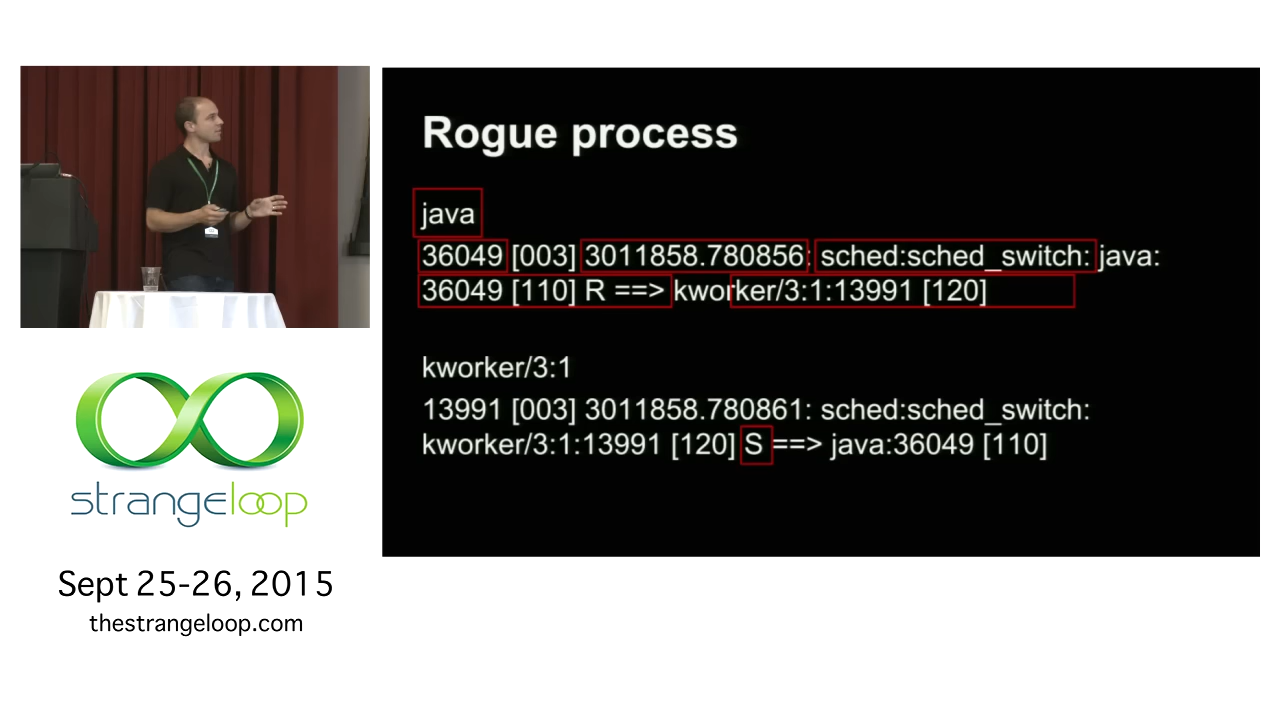 Rogue process
java
36049 [003] 3011858.780856: sched:sched_switch: java:
36049 [110] R ==> kworker/3:1:13991 [120]
kworker/3:1
13991 [003] 3011858.780861: sched:sched_switch:
kworker/3:1:13991 [120] S ==> java:36049 [110]
strangeloop
Sept 25-26, 2015
thestrangeloop.com